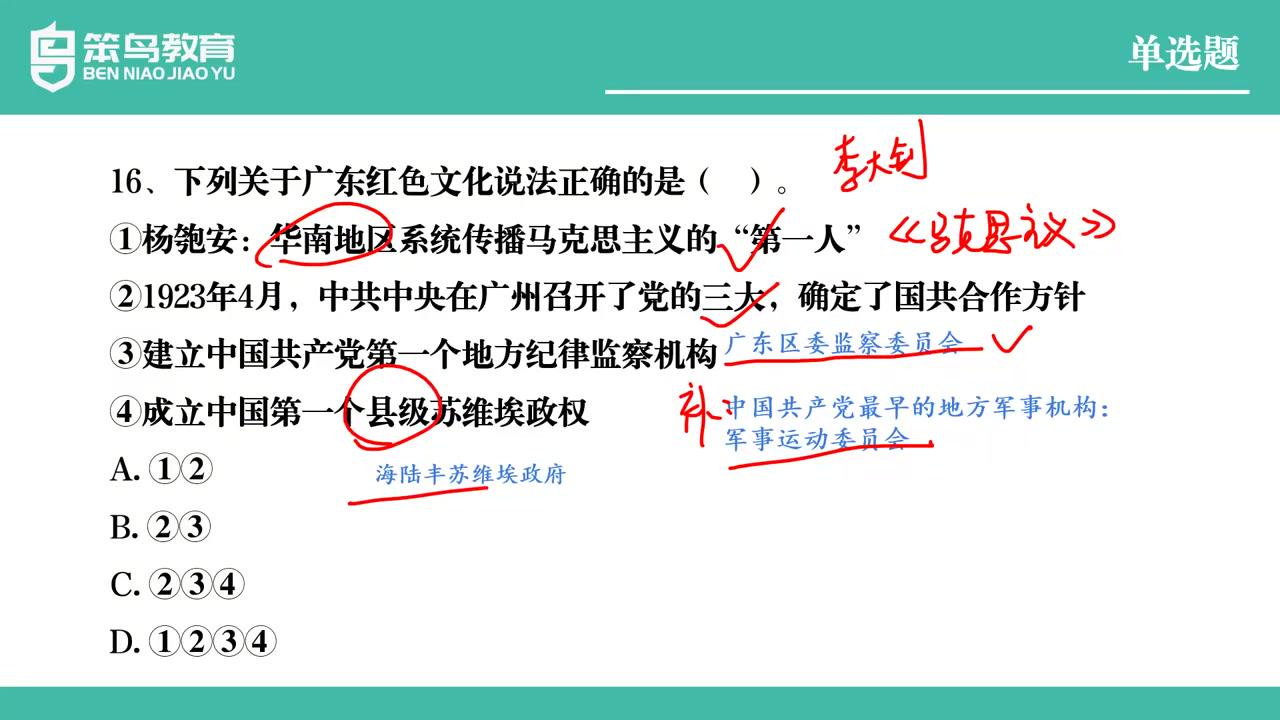 笨鸟教育
BEN NIAO JIAO YU
单选题
李大钊
16、下列关于广东红色文化说法正确的是（ ）。
①杨匏安：华南地区系统传播马克思主义的“第一人”
《马克思主义》
②1923年4月，中共中央在广州召开了党的三大，确定了国共合作方针
③建立中国共产党第一个地方纪律监察机构
广东区委监察委员会
④成立中国第一个县级苏维埃政权
补：
中国共产党最早的地方军事机构：
军事运动委员会
海陆丰苏维埃政府
A. ①②
B. ②③
C. ②③④
D. ①②③④